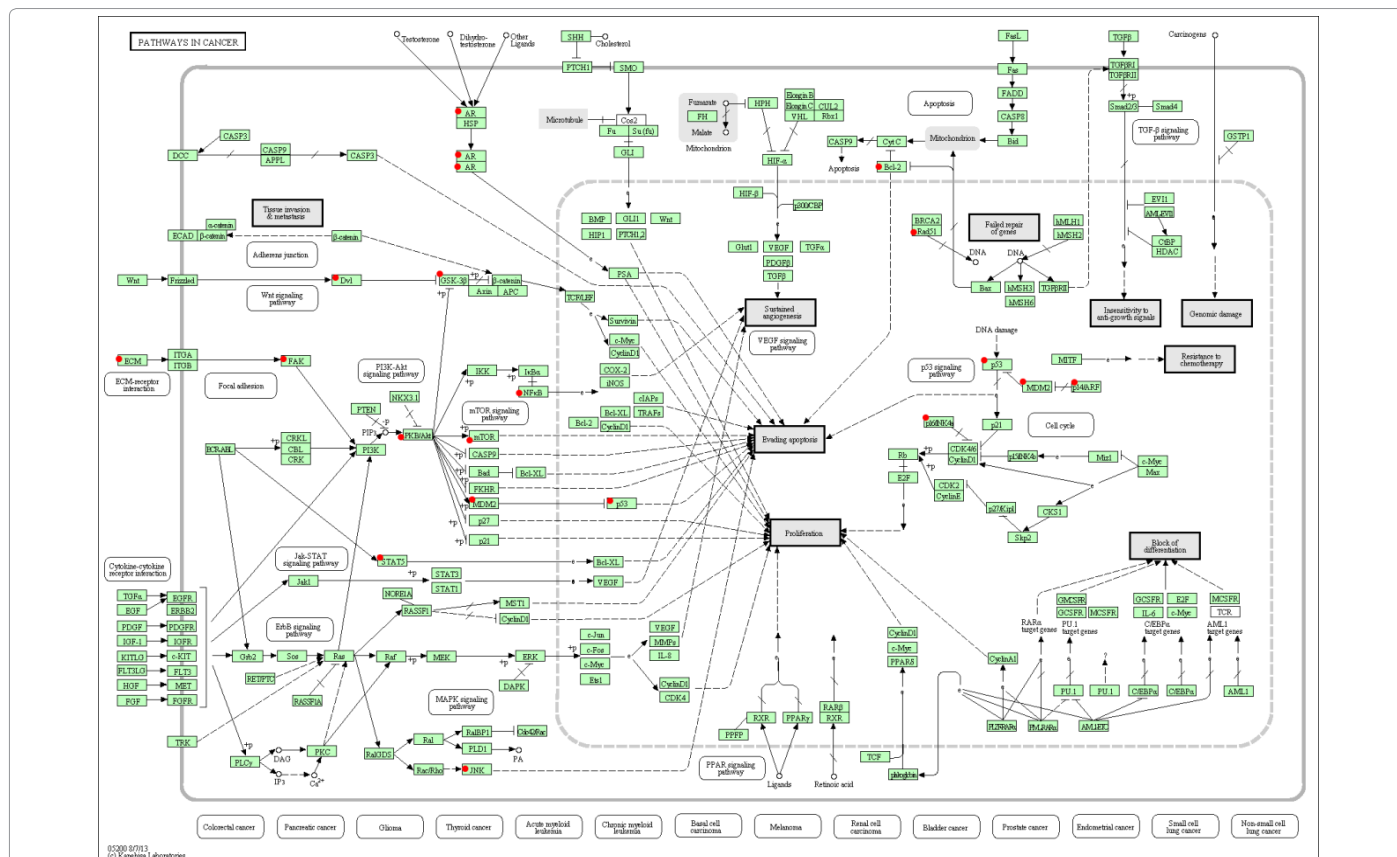 PATHWAYS IN CANCER
Testosterone
Dihydro-
testosterone
Other
Ligands
SHH
Cholesterol
PTCH1
SMO
Microtubule
Cos2
Fu
Su (fu)
GLI
Fumarate
FH
Malate
Mitochondrion
HPH
Elongin B
Elongin C
CUL2
VHL
Rbx1
HIF-α
Apoptosis
FasL
Fas
FADD
CASP8
Mitochondrion
Bid
CASP9
CytC
Apoptosis
Bcl-2
TGFβ
TGFβRI
TGFβRII
+p
Smad2/3
Smad4
TGF-β signaling
pathway
Carcinogens
GSTP1
AR
HSP
AR
AR
DCC
CASP3
CASP9
APPL
CASP3
Tissue invasion
& metastasis
ECAD
α-catenin
β-catenin
β-catenin
Adherens junction
BMP
GLI1
Wnt
HIP1
PTCH1,2
HIF-β
p300/CBP
Glut1
VEGF
TGFα
PDGFβ
TGFβ
BRCA2
Rad51
DNA
Failed repair
of genes
DNA
hMLH1
hMSH2
Bax
hMSH3
hMSH6
TGFβRII
EVI1
AML-EVI1
CtBP
HDAC
Wnt
Frizzled
Dvl
GSK-3β
β-catenin
Axin
APC
+p
+p
Wnt signaling
pathway
TCF/LEF
PSA
Survivin
c-Myc
CyclinD1
Sustained
angiogenesis
VEGF signaling
pathway
Insensitivity to
anti-growth signals
Genomic damage
ECM
ITGA
ITGB
FAK
ECM-receptor
interaction
Focal adhesion
PI3K-Akt
signaling pathway
IKK
+p
IκBα
NFκB
COX-2
iNOS
DNA damage
p53 signaling
pathway
p53
MDM2
p14/ARF
MITF
Resistance to
chemotherapy
NKX3.1
PTEN
PIP3
-p
PKB/Akt
mTOR signaling
pathway
cIAPs
Bcl-XL
TRAFs
Bcl-2
CyclinD1
p16INK4a
p21
Cell cycle
BCR-ABL
CRKL
CBL
CRK
PI3K
+p
mTOR
CASP9
Bad
Bcl-XL
FKHR
MDM2
p53
p27
p21
+p
+p
Evading apoptosis
Rb
+p
+p
E2F
CDK4/6
CyclinD1
p15INK4b
Miz1
c-Myc
Max
CDK2
CyclinE
p27/Kip1
CKS1
Skp2
Proliferation
Block of
differentiation
Cytokine-cytokine
receptor interaction
Jak-STAT
signaling pathway
STAT5
Bcl-XL
Jak1
+p
STAT3
STAT1
VEGF
NORE1A
RASSF1
MST1
CyclinD1
TGFα
EGFR
EGF
ERBB2
PDGF
PDGFR
IGF-1
IGFR
KITLG
c-KIT
FLT3LG
FLT3
HGF
MET
FGF
FGFR
TRK
ErbB signaling
pathway
Grb2
Sos
Ras
Raf
MEK
ERK
+p
DAPK
RET/PTC
RASSF1A
MAPK signaling
pathway
c-Jun
c-Fos
c-Myc
Ets1
VEGF
MMPs
IL-8
CyclinD1
CDK4
PLCγ
+p
DAG
IP3
PKC
Ca2+
RalGDS
Ral
RalBP1
Cdc42/Rac
PLD1
PA
Rac/Rho
JNK
PPFP
RXR
PPARγ
RARβ
RXR
PPAR signaling
pathway
Ligands
Retinoic acid
CyclinD1
c-Myc
PPARδ
TCF
CyclinA1
RARα
target genes
GMCSFR
GCSFR
MCSFR
PU.1
target genes
GCSFR
E2F
IL-6
c-Myc
C/EBPα
target genes
MCSFR
TCR
AML1
target genes
?
PU.1
PU.1
C/EBPα
C/EBPα
AML1
PLZF-RARα
PML-RARα
Colorectal cancer
Pancreatic cancer
Glioma
Thyroid cancer
Acute myeloid
leukemia
Chronic myeloid
leukemia
Basal cell
carcinoma
Melanoma
Renal cell
carcinoma
Bladder cancer
Prostate cancer
Endometrial cancer
Small cell
lung cancer
Non-small cell
lung cancer
05200 8/7/13
(c) Kanehisa Laboratories